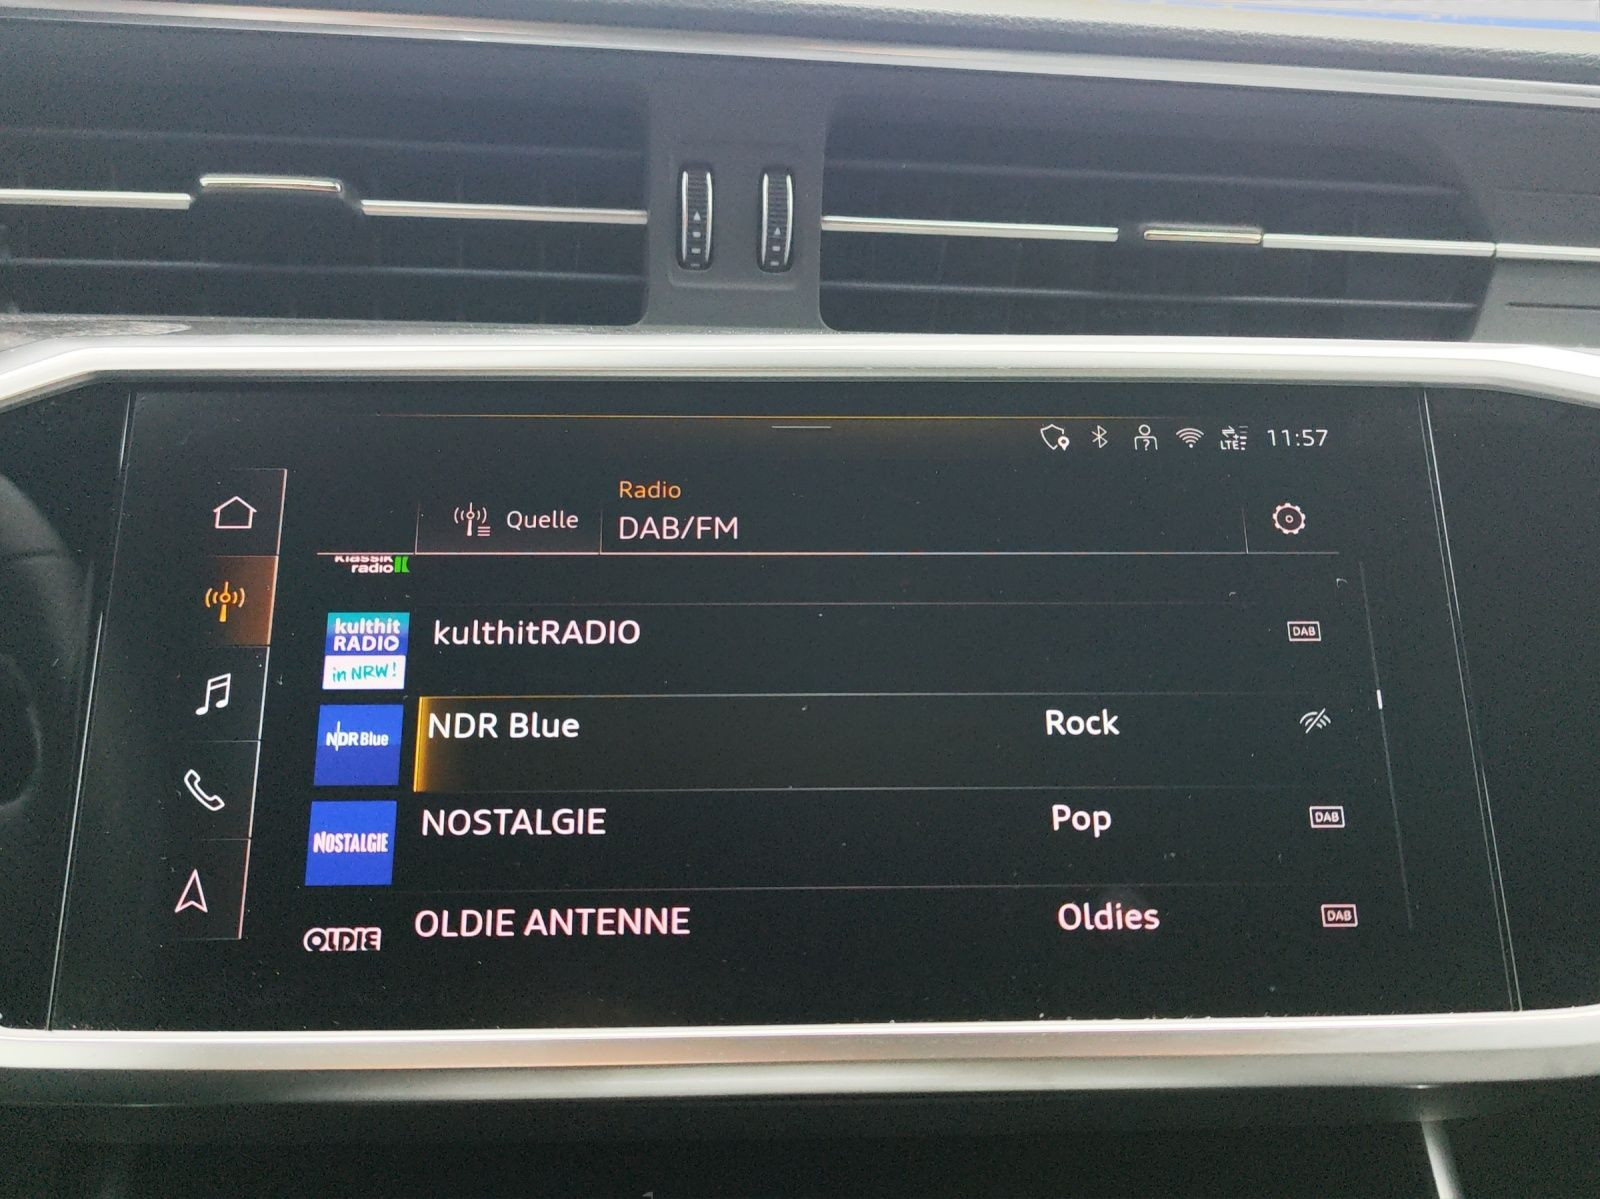 LTE
11:57
Radio
Quelle
DAB/FM
klassik
radio
kulthit
RADIO
in NRW!
kulthitRADIO
DAB
NDR Blue
NDR Blue
Rock
NOSTALGIE
NOSTALGIE
Pop
DAB
OLDIE
OLDIE ANTENNE
Oldies
DAB